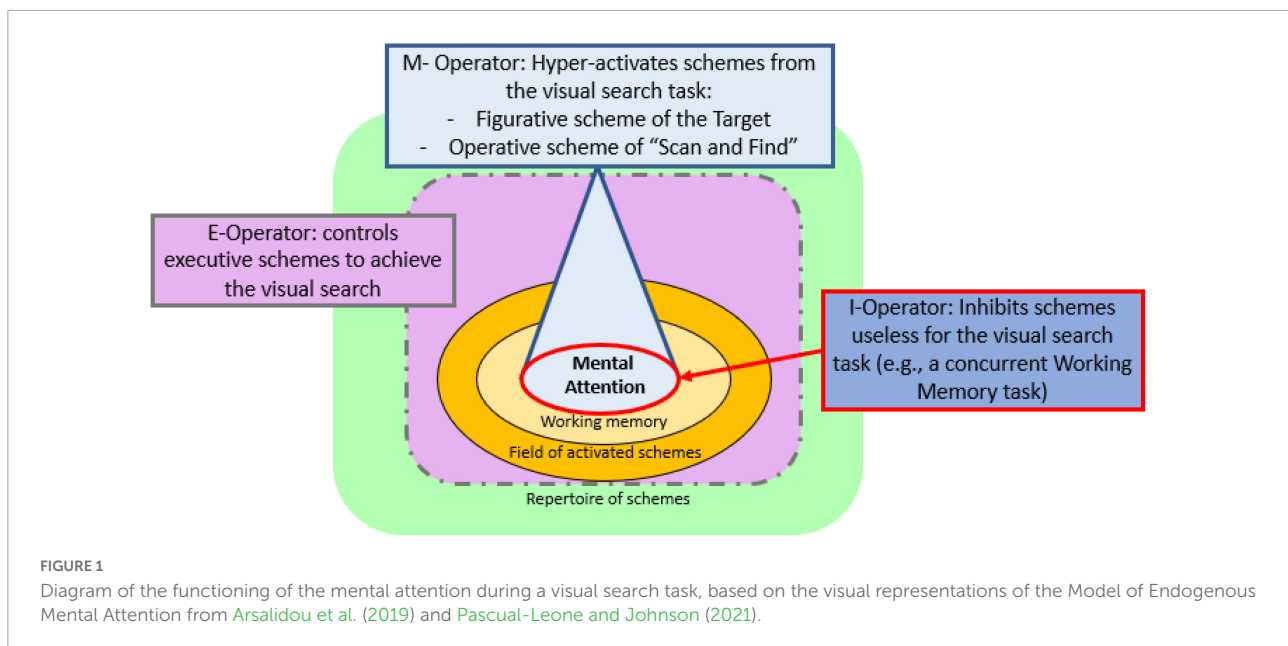 M- Operator: Hyper-activates schemes from
the visual search task:
- Figurative scheme of the Target
- Operative scheme of “Scan and Find”
E-Operator: controls
executive schemes to achieve
the visual search
I-Operator: Inhibits schemes
useless for the visual search
task (e.g., a concurrent Working
Memory task)
Mental
Attention
Working memory
Field of activated schemes
Repertoire of schemes
FIGURE 1
Diagram of the functioning of the mental attention during a visual search task, based on the visual representations of the Model of Endogenous
Mental Attention from Arsalidou et al. (2019) and Pascual-Leone and Johnson (2021).